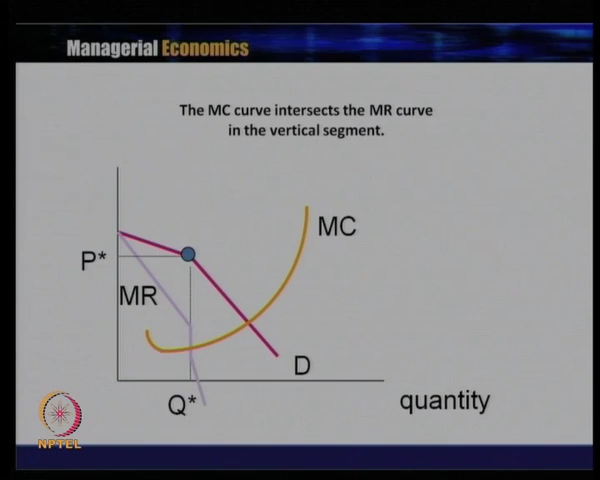 Managerial Economics
The MC curve intersects the MR curve
in the vertical segment.
MC
P*
MR
D
Q*
quantity
NPTEL